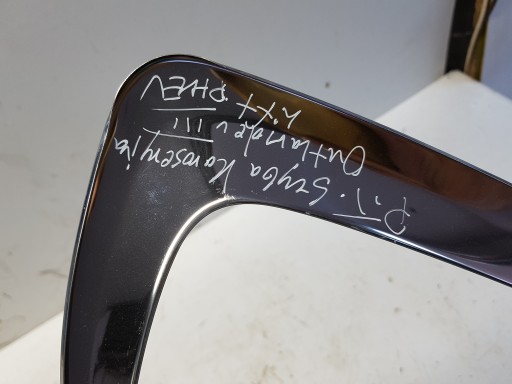 P.T. Szyba Karoseryjna
Outlander III
Lift PHEV